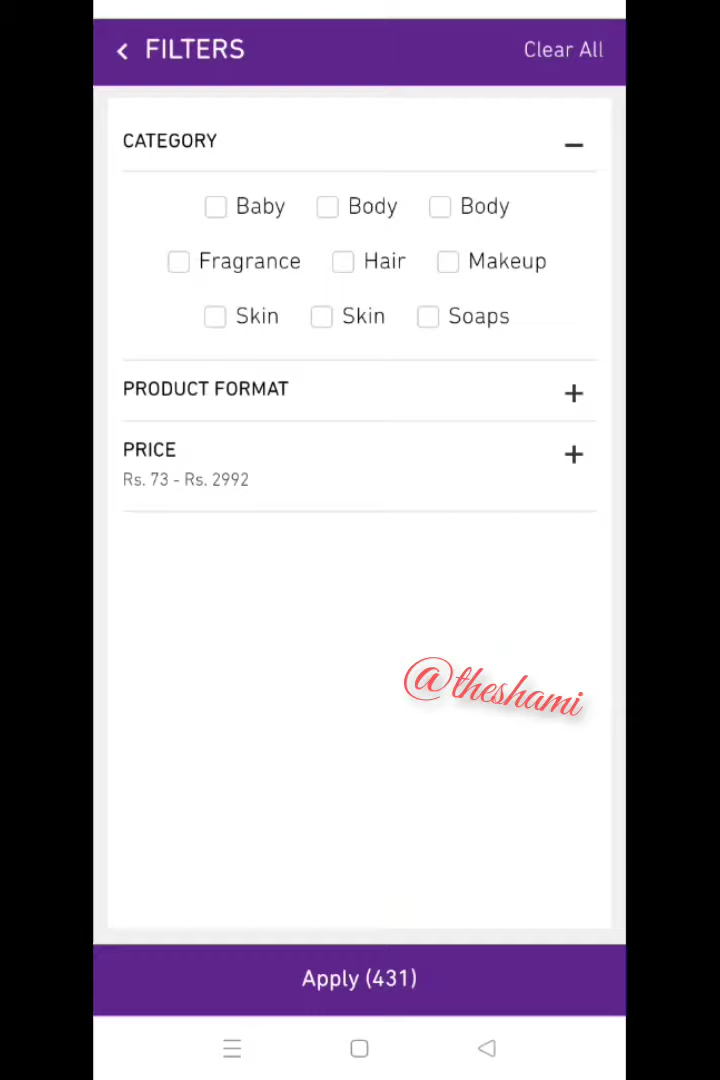 FILTERS Clear All
CATEGORY
Baby Body Body
Fragrance Hair Makeup
Skin Skin Soaps
PRODUCT FORMAT
PRICE
Rs. 73 - Rs. 2992
@theshami
Apply (431)